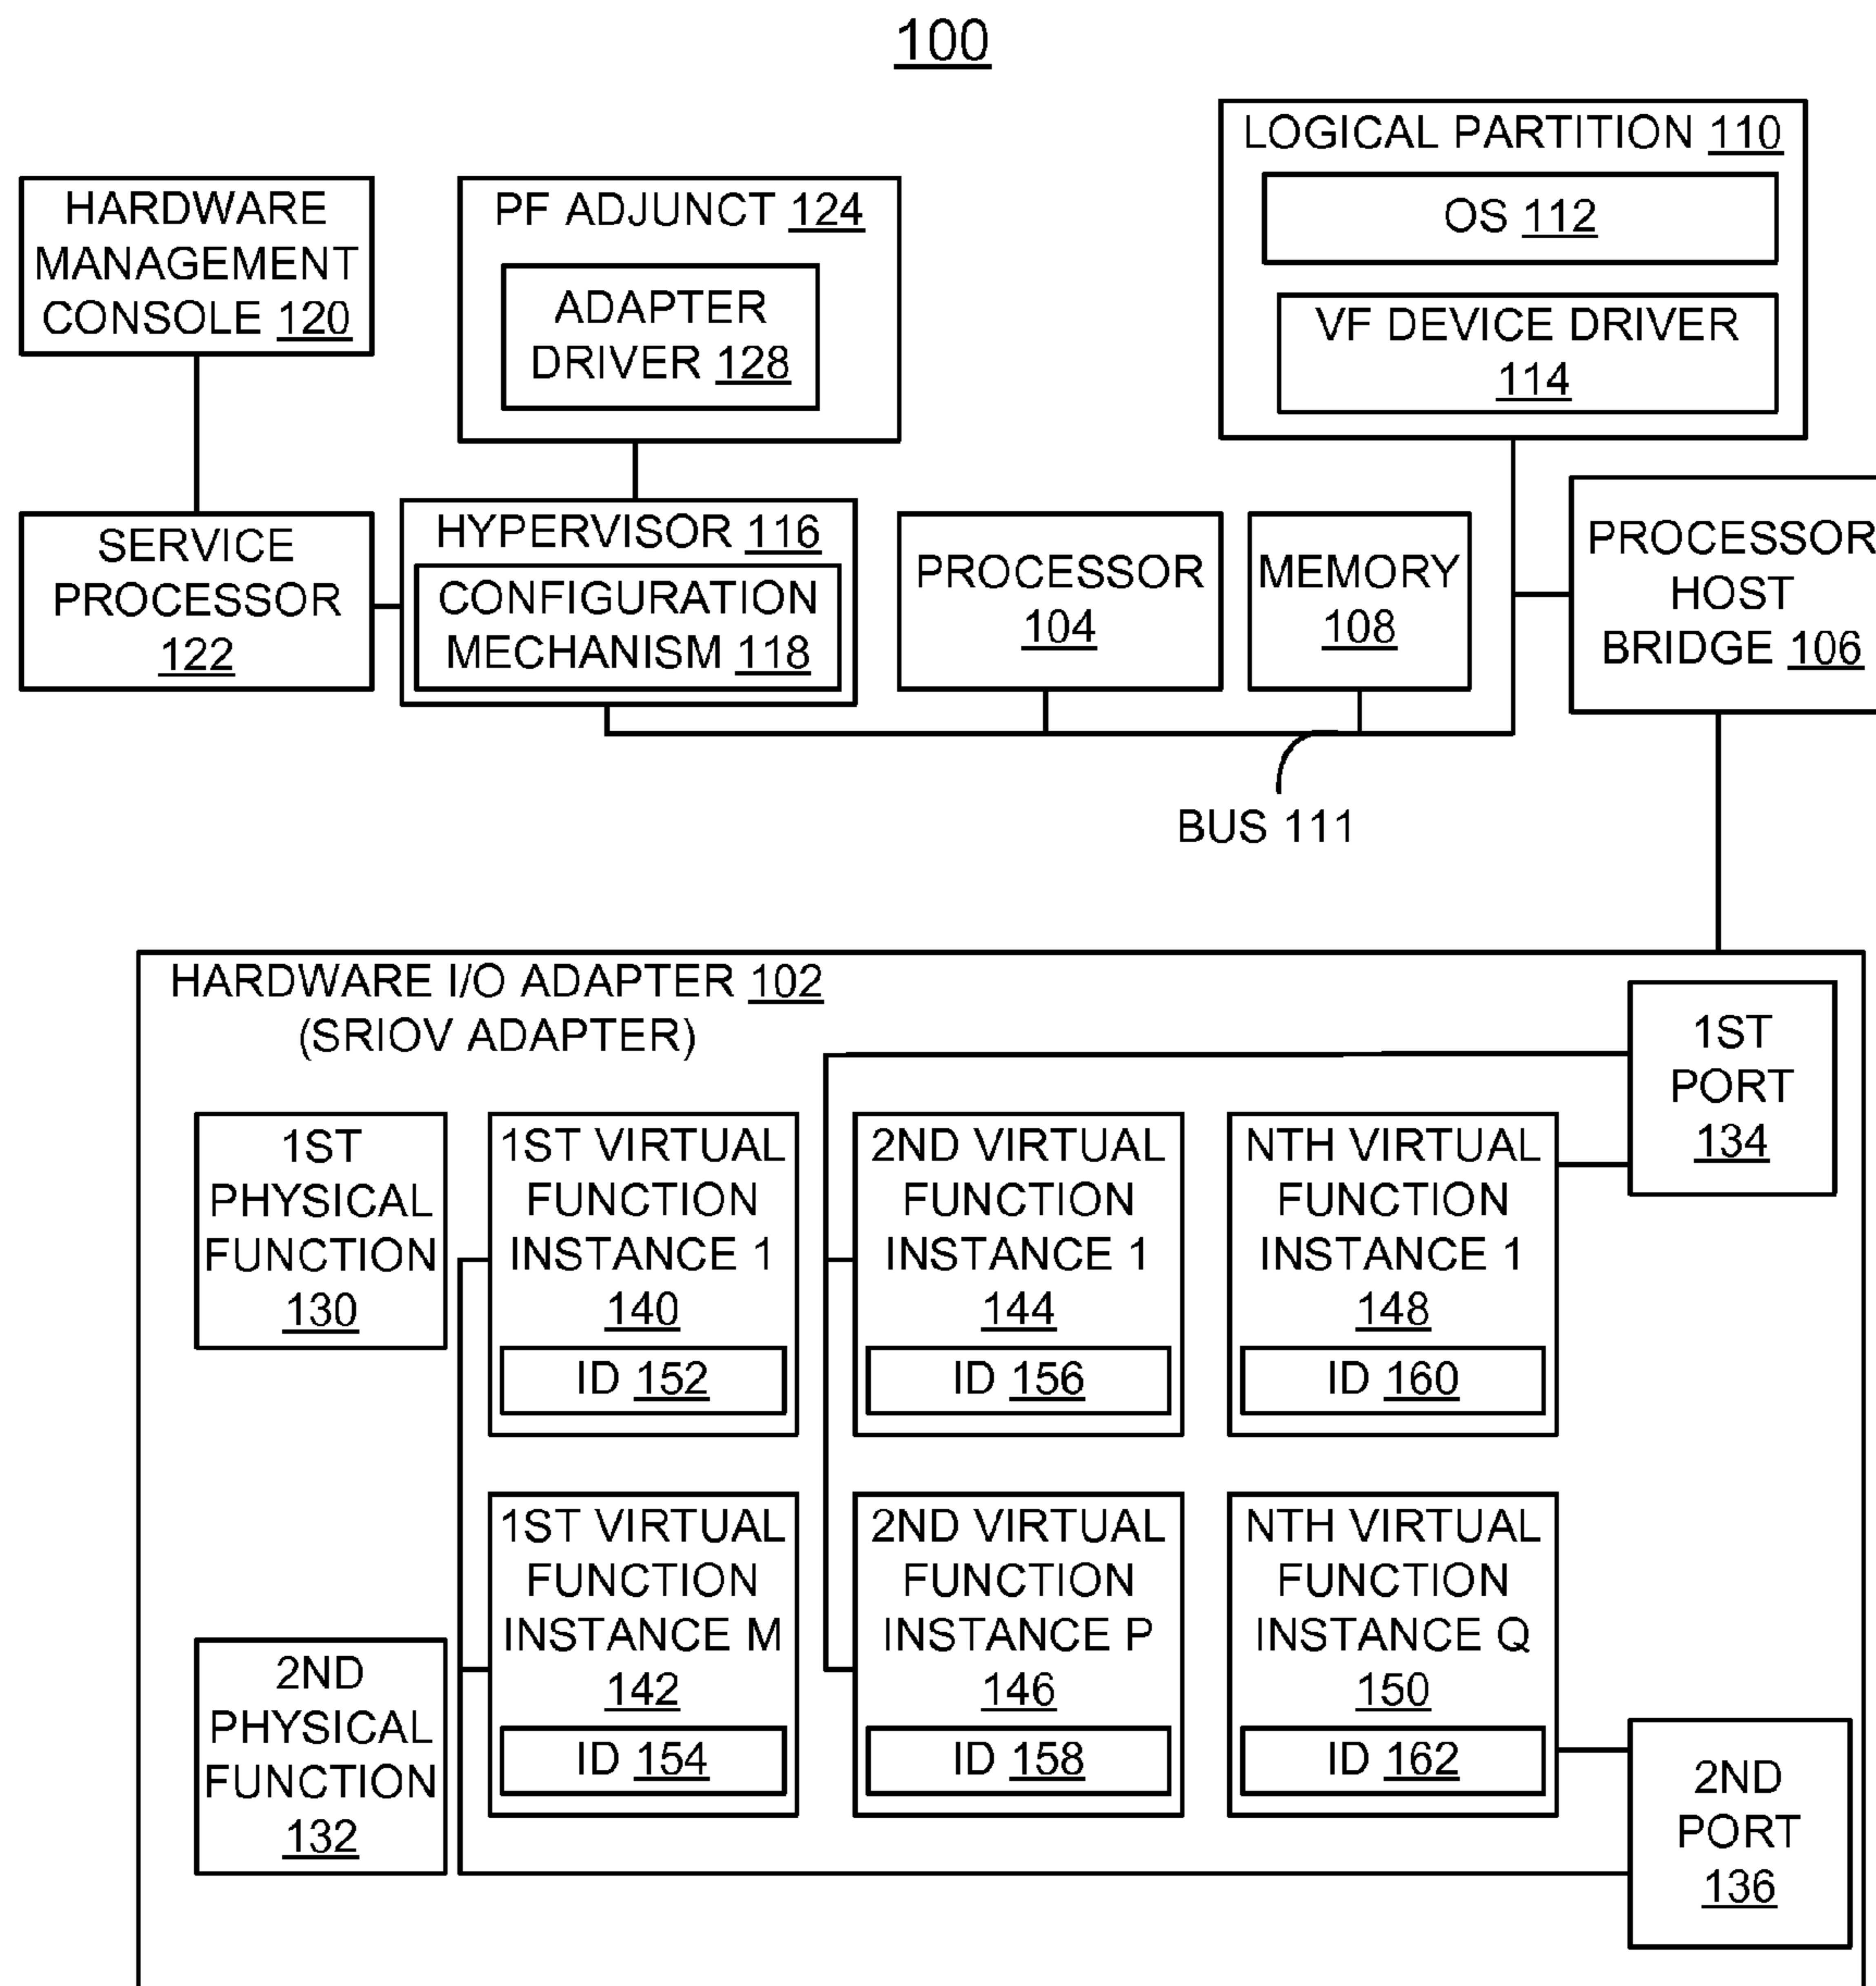 100
LOGICAL PARTITION 110
OS 112
VF DEVICE DRIVER
114
HARDWARE
MANAGEMENT
CONSOLE 120
PF ADJUNCT 124
ADAPTER
DRIVER 128
SERVICE
PROCESSOR
122
HYPERVISOR 116
CONFIGURATION
MECHANISM 118
PROCESSOR
104
MEMORY
108
PROCESSOR
HOST
BRIDGE 106
BUS 111
HARDWARE I/O ADAPTER 102
(SRIOV ADAPTER)
1ST
PORT
134
1ST
PHYSICAL
FUNCTION
130
1ST VIRTUAL
FUNCTION
INSTANCE 1
140
ID 152
2ND VIRTUAL
FUNCTION
INSTANCE 1
144
ID 156
NTH VIRTUAL
FUNCTION
INSTANCE 1
148
ID 160
2ND
PHYSICAL
FUNCTION
132
1ST VIRTUAL
FUNCTION
INSTANCE M
142
ID 154
2ND VIRTUAL
FUNCTION
INSTANCE P
146
ID 158
NTH VIRTUAL
FUNCTION
INSTANCE Q
150
ID 162
2ND
PORT
136